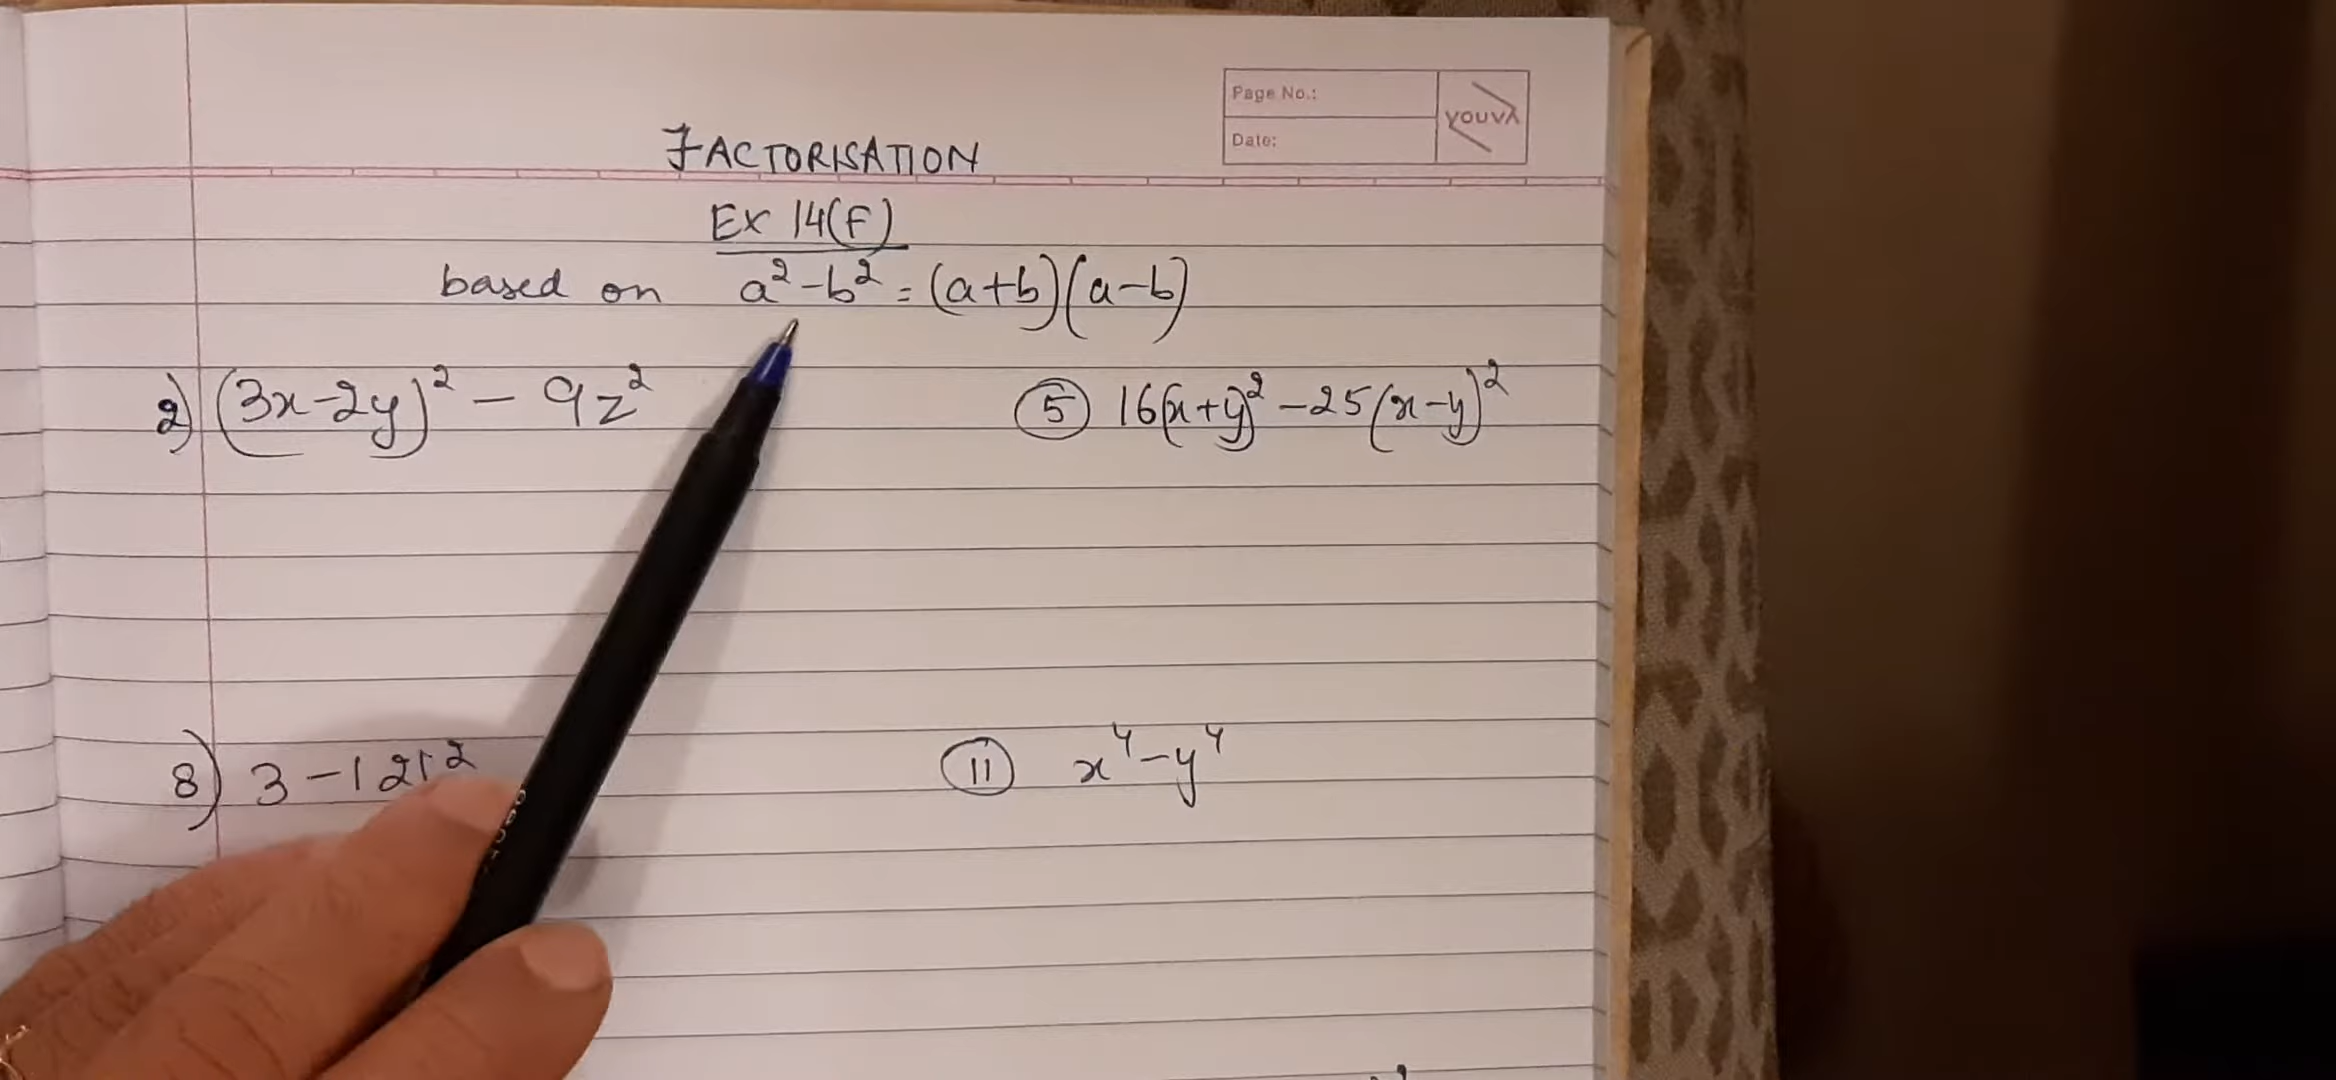 Page No.:
YOUVA
Date:
FACTORISATION
Ex 14(F)
based on a² - b² = (a+b)(a-b)
2) (3x-2y)² - 9z²
⑤ 16(x+y)² - 25(x-y)²
8) 3 - 12
⑪ x⁴ - y⁴